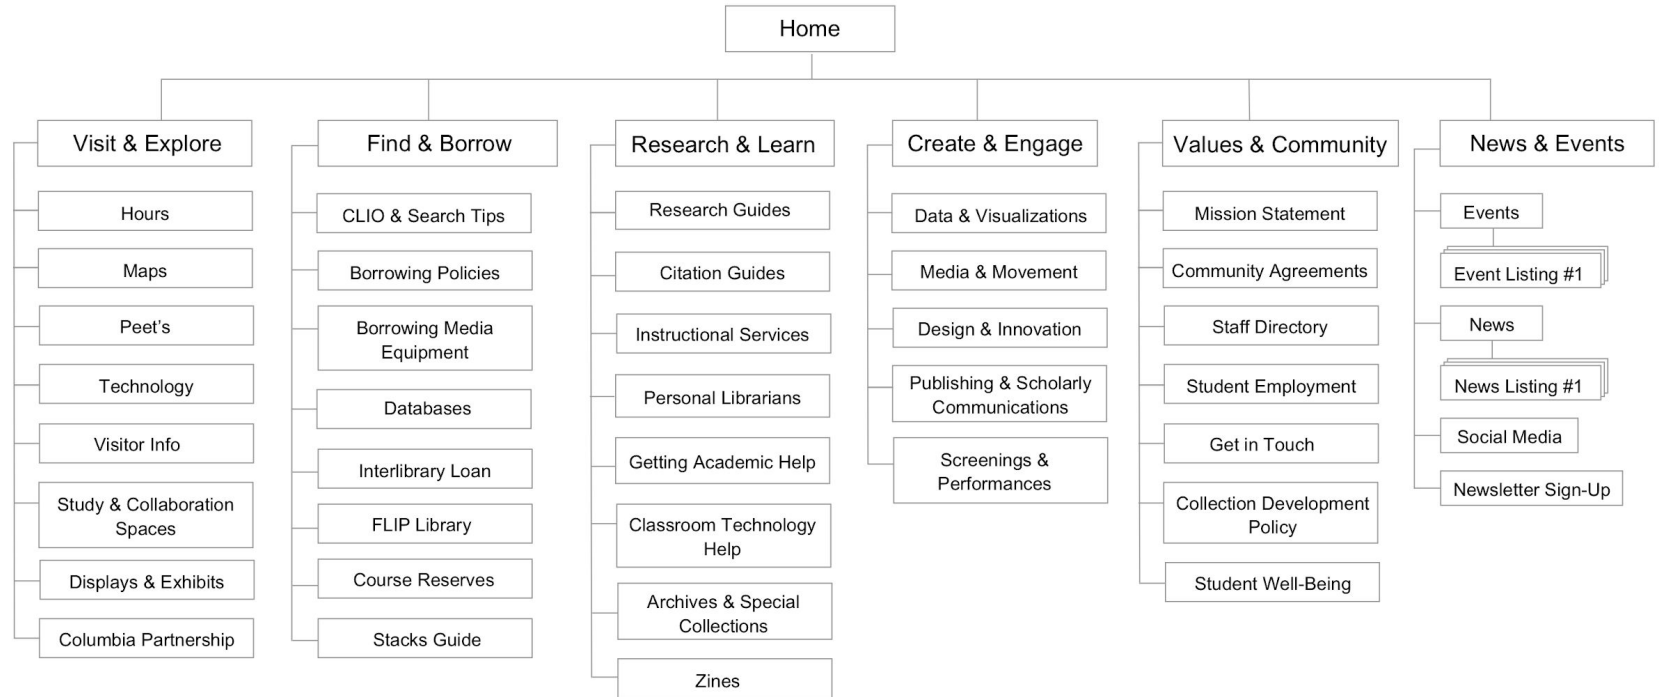 Home
Visit & Explore
Hours
Maps
Peet's
Technology
Visitor Info
Study & Collaboration
Spaces
Displays & Exhibits
Columbia Partnership
Find & Borrow
CLIO & Search Tips
Borrowing Policies
Borrowing Media
Equipment
Databases
Interlibrary Loan
FLIP Library
Course Reserves
Stacks Guide
Research & Learn
Research Guides
Citation Guides
Instructional Services
Personal Librarians
Getting Academic Help
Classroom Technology
Help
Archives & Special
Collections
Zines
Create & Engage
Data & Visualizations
Media & Movement
Design & Innovation
Publishing & Scholarly
Communications
Screenings &
Performances
Values & Community
Mission Statement
Community Agreements
Staff Directory
Student Employment
Get in Touch
Collection Development
Policy
Student Well-Being
News & Events
Events
Event Listing #1
News
News Listing #1
Social Media
Newsletter Sign-Up